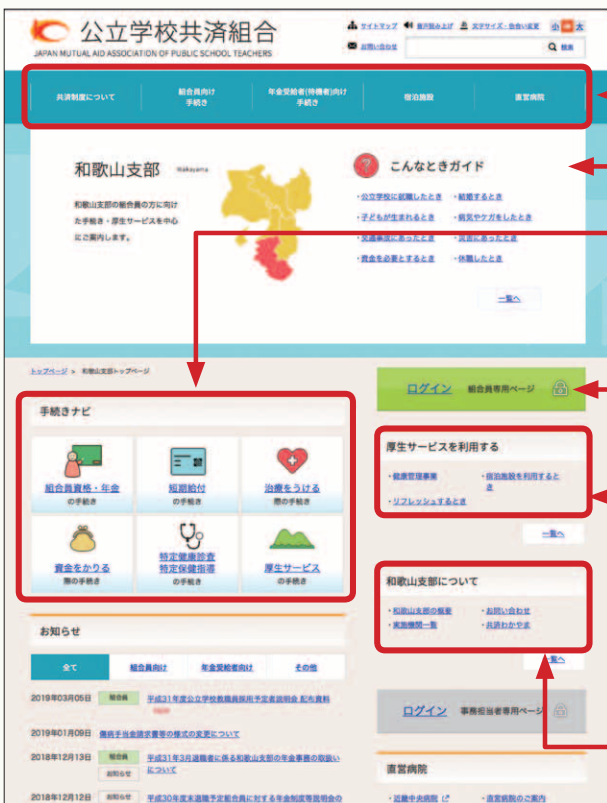 公立学校共済組合
JAPAN MUTUAL AID ASSOCIATION OF PUBLIC SCHOOL TEACHERS
サイトマップ 音声読み上げ 文字サイズ・色合い変更 小 中 大
お問い合わせ 検索
共済制度について
組合員向け
手続き
年金受給者(待機者)向け
手続き
宿泊施設
直営病院
和歌山支部 Wakayama
和歌山支部の組合員の方に向け
た手続き・厚生サービスを中心
にご案内します。
? こんなときガイド
・公立学校に就職したとき ・結婚するとき
・子どもが生まれるとき ・病気やケガをしたとき
・交通事故にあったとき ・災害にあったとき
・資金を必要とするとき ・休職したとき
一覧へ
トップページ > 和歌山支部トップページ
手続きナビ
組合員資格・年金
の手続き
短期給付
の手続き
治療をうける
際の手続き
資金をかりる
際の手続き
特定健康診査
特定保健指導
の手続き
厚生サービス
の手続き
お知らせ
全て 組合員向け 年金受給者向け その他
2019年03月05日 組合員 平成31年度公立学校教職員採用予定者説明会 配布資料
2019年01月09日 傷病手当金請求書等の様式の変更について
2018年12月13日 組合員 平成31年3月退職者に係る和歌山支部の年金事務の取扱い
お知らせ について
2018年12月12日 お知らせ 平成30年度末退職予定組合員に対する年金制度等説明会の
ログイン 組合員専用ページ
厚生サービスを利用する
・健康管理事業 ・宿泊施設を利用すると
き
・リフレッシュするとき
一覧へ
和歌山支部について
・和歌山支部の概要 ・お問い合わせ
・実施機関一覧 ・共済わかやま
一覧へ
ログイン 事務担当者専用ページ
直営病院
・近畿中央病院 ・直営病院のご案内